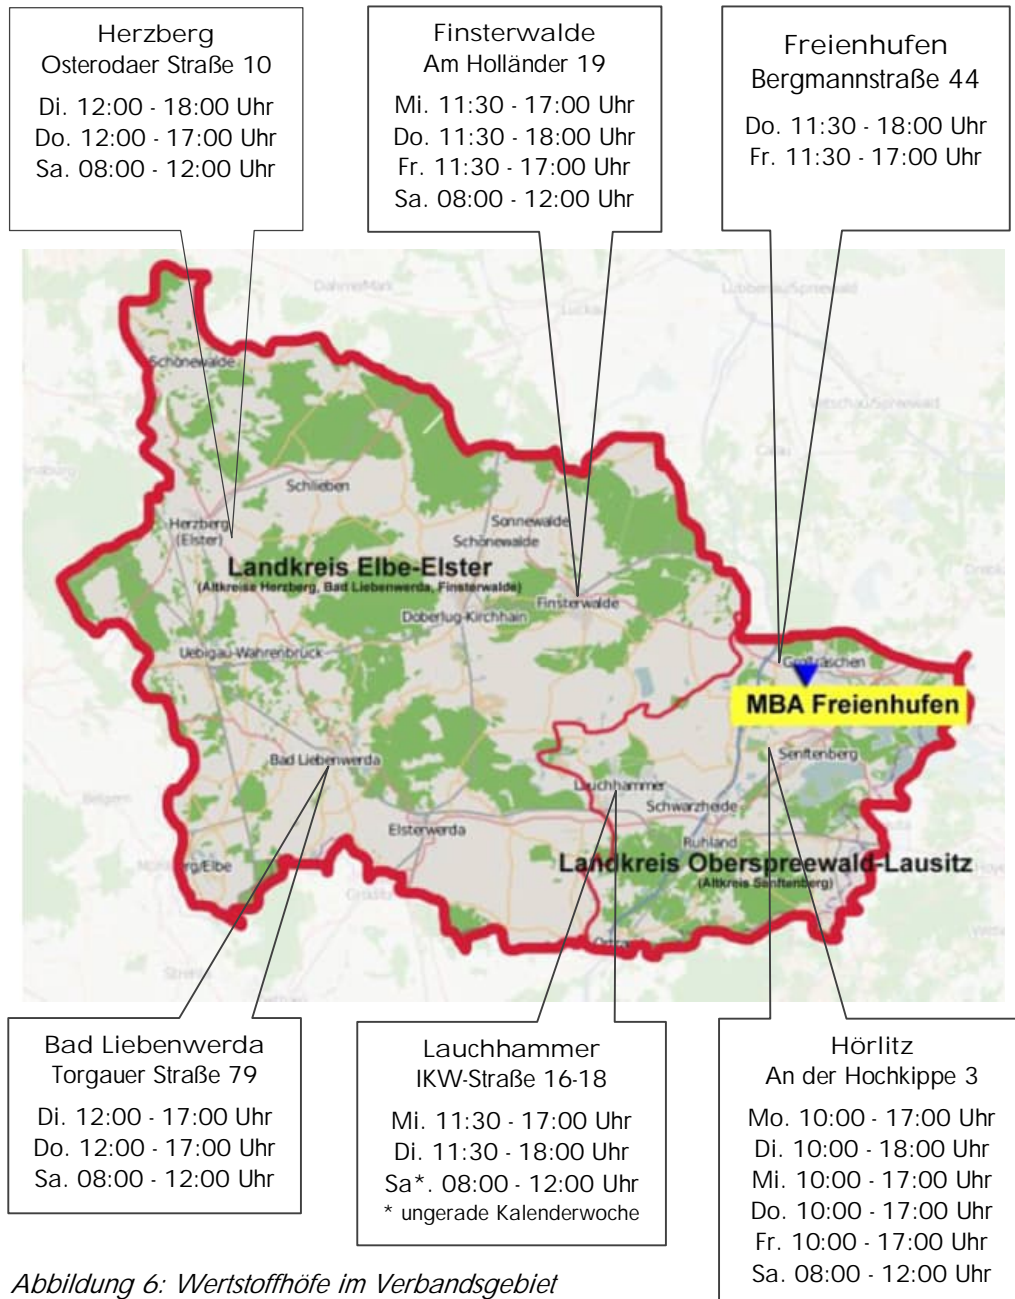 Herzberg
Osterodaer Straße 10
Di. 12:00 - 18:00 Uhr
Do. 12:00 - 17:00 Uhr
Sa. 08:00 - 12:00 Uhr
Finsterwalde
Am Holländer 19
Mi. 11:30 - 17:00 Uhr
Do. 11:30 - 18:00 Uhr
Fr. 11:30 - 17:00 Uhr
Sa. 08:00 - 12:00 Uhr
Freienhufen
Bergmannstraße 44
Do. 11:30 - 18:00 Uhr
Fr. 11:30 - 17:00 Uhr
Luckau
Lübbenau/Spreewald
Schönewalde
Vetschau/Spreewald
Calau
Schlieben
Herzberg
(Elster)
Sonnewalde
Schönewalde
Landkreis Elbe-Elster
(Altkreise Herzberg, Bad Liebenwerda, Finsterwalde)
Finsterwalde
Doberlug-Kirchhain
Uebigau-Wahrenbrück
Großräschen
MBA Freienhufen
Bad Liebenwerda
Senftenberg
Lauchhammer
Schwarzheide
Belgern
Elsterwerda
Ruhland
Landkreis Oberspreewald-Lausitz
(Altkreis Senftenberg)
Bad Liebenwerda
Torgauer Straße 79
Di. 12:00 - 17:00 Uhr
Do. 12:00 - 17:00 Uhr
Sa. 08:00 - 12:00 Uhr
Lauchhammer
IKW-Straße 16-18
Mi. 11:30 - 17:00 Uhr
Di. 11:30 - 18:00 Uhr
Sa*. 08:00 - 12:00 Uhr
* ungerade Kalenderwoche
Hörlitz
An der Hochkippe 3
Mo. 10:00 - 17:00 Uhr
Di. 10:00 - 18:00 Uhr
Mi. 10:00 - 17:00 Uhr
Do. 10:00 - 17:00 Uhr
Fr. 10:00 - 17:00 Uhr
Sa. 08:00 - 12:00 Uhr
Abbildung 6: Wertstoffhöfe im Verbandsgebiet